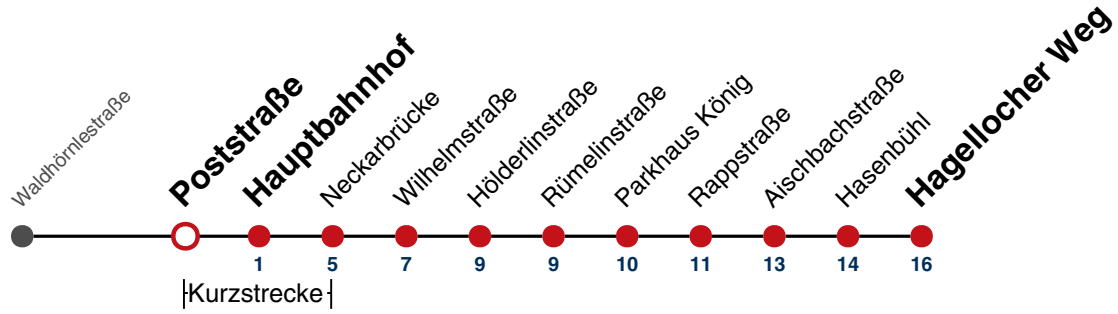 Waldhörnlestraße
Poststraße
Hauptbahnhof
Neckarbrücke
Wilhelmstraße
Hölderlinstraße
Rümelinstraße
Parkhaus König
Rappstraße
Aischbachstraße
Hasenbühl
Hagellocher Weg
1 5 7 9 9 10 11 13 14 16
Kurzstrecke